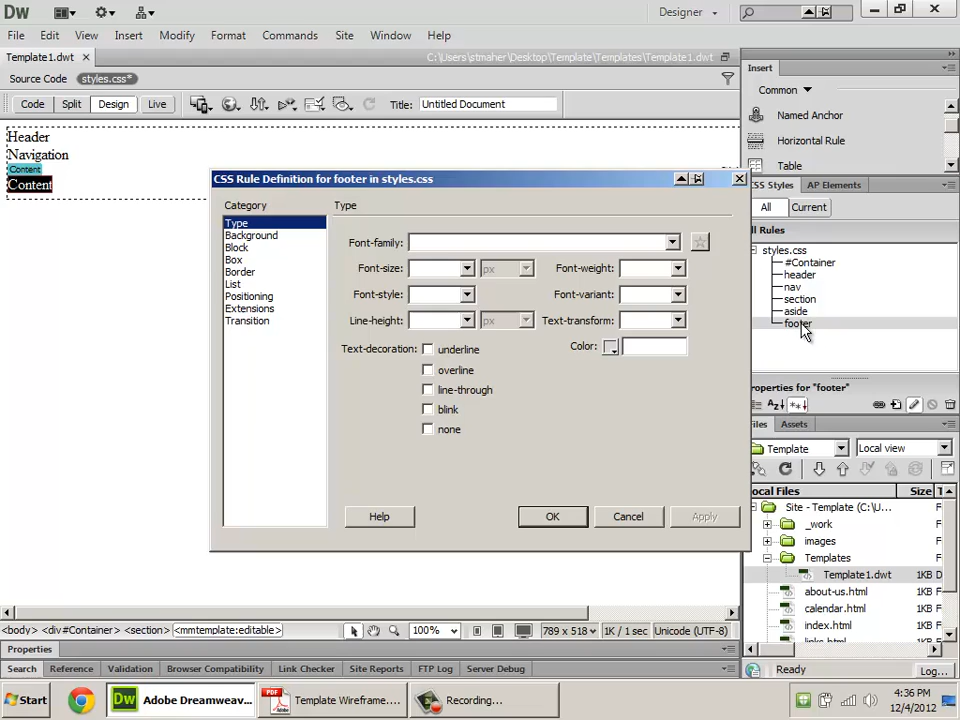 Dw
Designer
File Edit View Insert Modify Format Commands Site Window Help
Template1.dwt
C:\Users\stmaher\Desktop\Template\Templates\Template1.dwt
Source Code styles.css*
Code Split Design Live Title: Untitled Document
Header
Navigation
Content
Content
CSS Rule Definition for footer in styles.css
Category
Type
Background
Block
Box
Border
List
Positioning
Extensions
Transition
Type
Font-family:
Font-size: px Font-weight:
Font-style: Font-variant:
Line-height: px Text-transform:
Text-decoration: underline Color:
overline
line-through
blink
none
Help OK Cancel Apply
Insert
Common
Named Anchor
Horizontal Rule
Table
CSS Styles AP Elements
All Current
All Rules
styles.css
#Container
header
nav
section
aside
footer
Properties for "footer"
Files Assets
Template Local view
Local Files Size T
Site - Template (C:\U...
_work
images
Templates
Template1.dwt 1KB D
about-us.html 1KB F
calendar.html 1KB F
index.html 1KB F
links.html
<body> <div #Container> <section> <mmtemplate:editable> 100% 789 x 518 1K / 1 sec Unicode (UTF-8)
Properties
Search Reference Validation Browser Compatibility Link Checker Site Reports FTP Log Server Debug
Ready Log...
Start Adobe Dreamweav... Template Wireframe.... Recording...
4:36 PM
12/4/2012